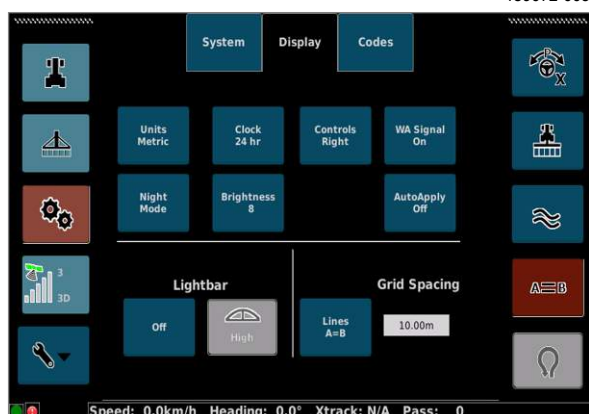 System
Display
Codes
Units
Metric
Clock
24 hr
Controls
Right
WA Signal
On
Night
Mode
Brightness
8
AutoApply
Off
3
3D
Lightbar
Grid Spacing
Off
High
Lines
A=B
10.00m
A=B
P
X
Speed: 0.0km/h Heading: 0.0° Xtrack: N/A Pass: 0